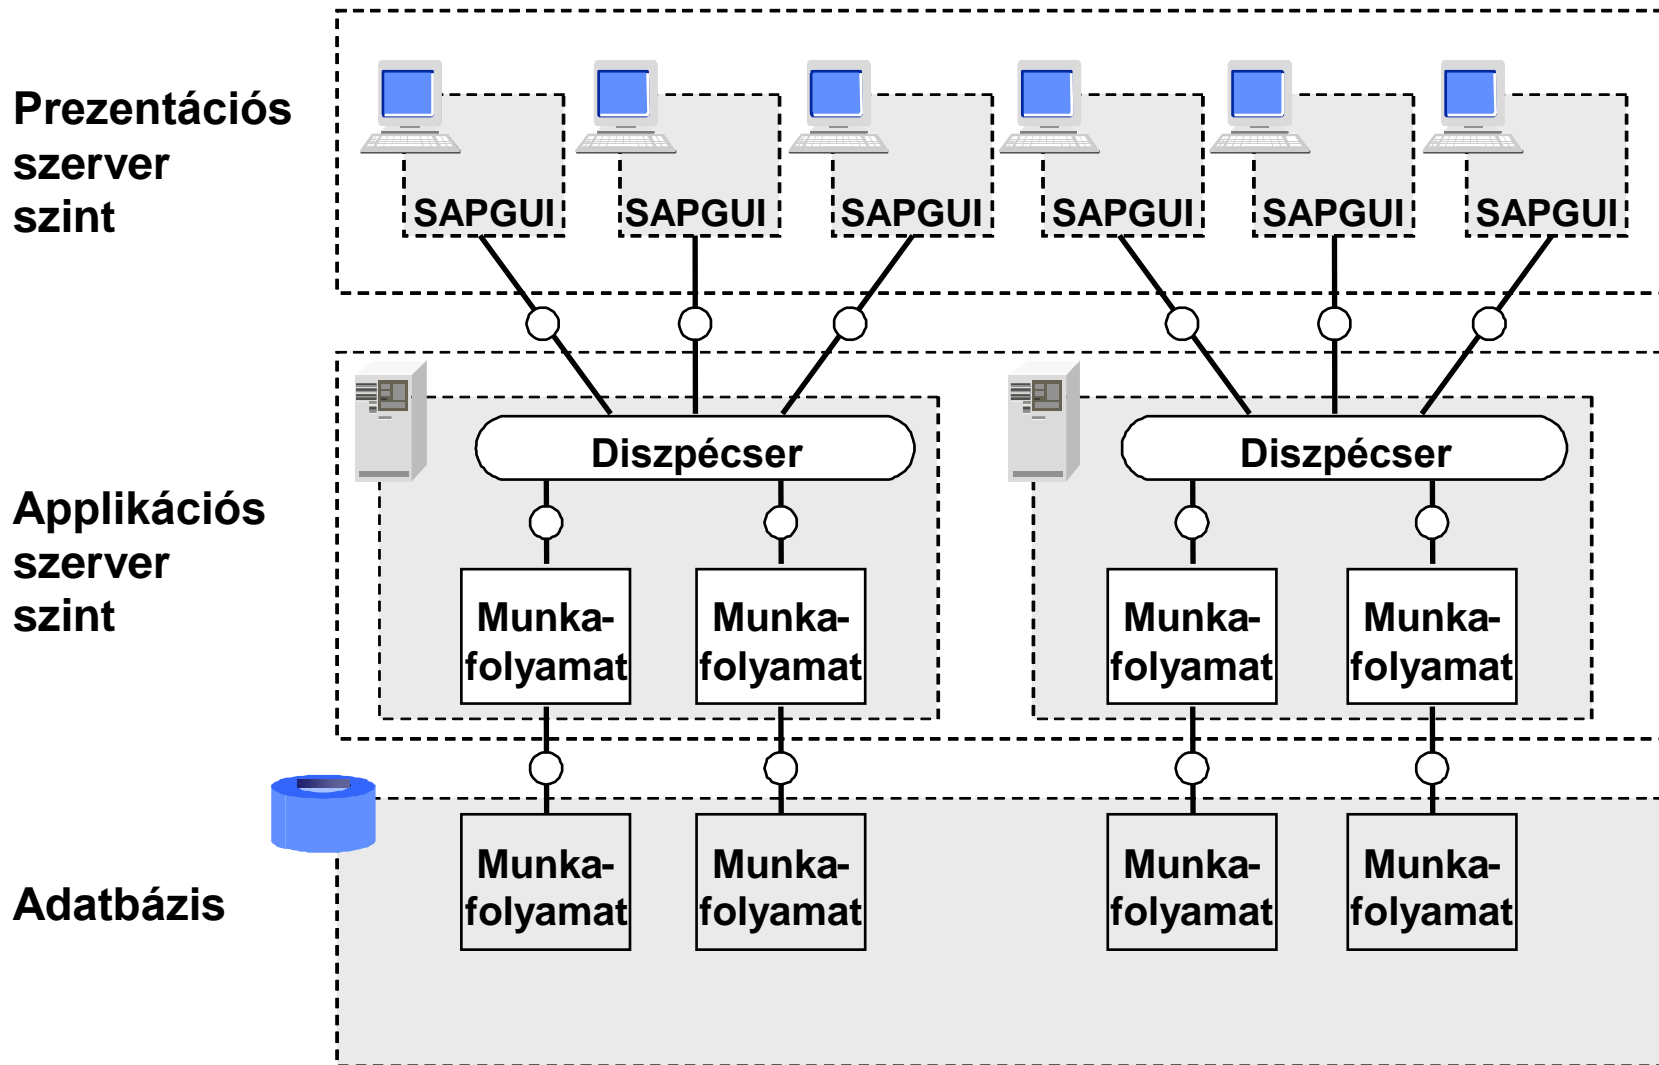 Prezentációs
szerver
szint
SAPGUI SAPGUI SAPGUI SAPGUI SAPGUI SAPGUI
Applikációs
szerver
szint
Diszpécser Diszpécser
Munka- Munka- Munka- Munka-
folyamat folyamat folyamat folyamat
Adatbázis
Munka- Munka- Munka- Munka-
folyamat folyamat folyamat folyamat